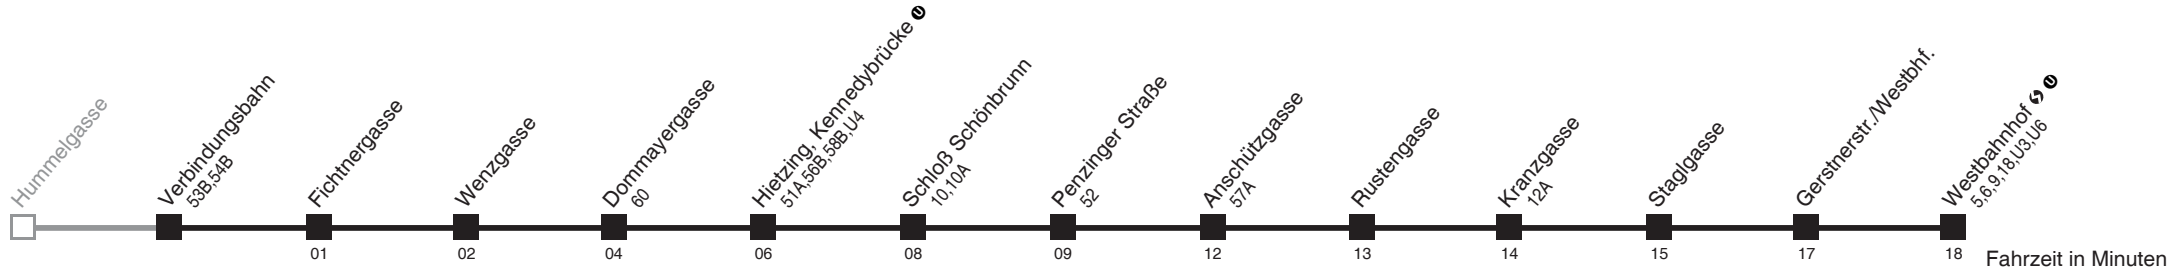 Hummelgasse
Verbindungsbahn
53B,54B
Fichtnergasse
Wenzgasse
Dommayergasse
60
Hietzing, Kennedybrücke U
51A,56B,58B,U4
Schloß Schönbrunn
10,10A
Penzinger Straße
52
Anschützgasse
57A
Rustengasse
Kranzgasse
12A
Staglgasse
Gerstnerstr./Westbhf.
Westbahnhof S U
5,6,9,18,U3,U6
01 02 04 06 08 09 12 13 14 15 17 18 Fahrzeit in Minuten